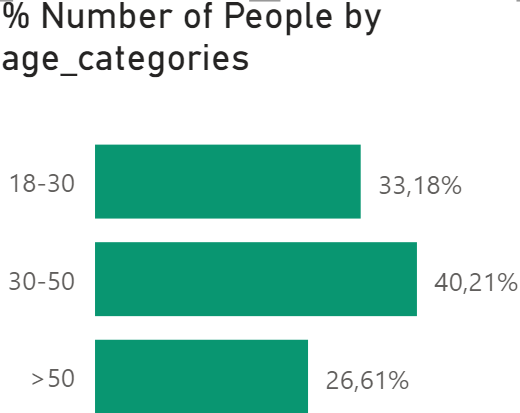 % Number of People by
age_categories
18-30 33,18%
30-50 40,21%
>50 26,61%